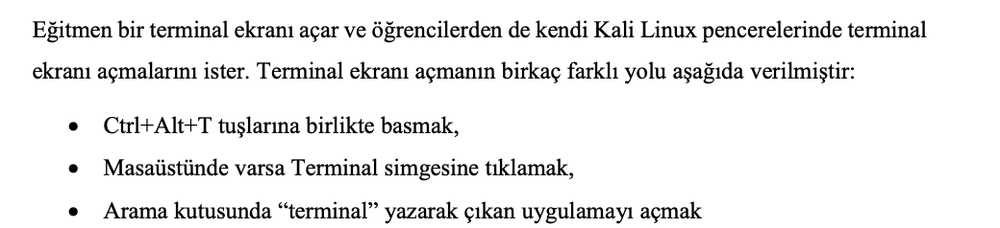 Eğitmen bir terminal ekranı açar ve öğrencilerden de kendi Kali Linux pencerelerinde terminal
ekranı açmalarını ister. Terminal ekranı açmanın birkaç farklı yolu aşağıda verilmiştir:
• Ctrl+Alt+T tuşlarına birlikte basmak,
• Masaüstünde varsa Terminal simgesine tıklamak,
• Arama kutusunda “terminal” yazarak çıkan uygulamayı açmak